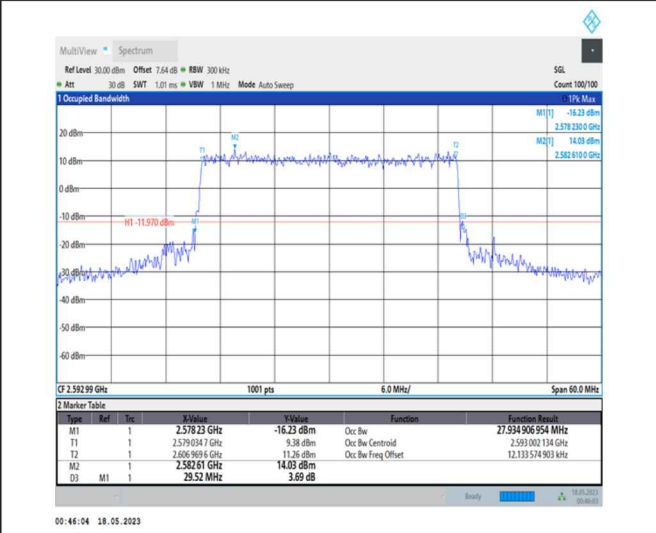 MultiView Spectrum
Ref Level 30.00 dBm Offset 7.64 dB RBW 300 kHz SGL
Att 30 dB SWT 1.01 ms VBW 1 MHz Mode Auto Sweep Count 100/100
1 Occupied Bandwidth 1Pk Max
M1[1] -16.23 dBm
2.578 230 0 GHz
M2[1] 14.03 dBm
2.582 610 0 GHz
20 dBm
M2
T1
T2
10 dBm
0 dBm
-10 dBm
H1 -11.970 dBm
M1
D3
-20 dBm
-30 dBm
-40 dBm
-50 dBm
-60 dBm
CF 2.592 99 GHz 1001 pts 6.0 MHz/ Span 60.0 MHz
2 Marker Table
Type Ref Trc X-Value Y-Value Function Function Result
M1 1 2.578 23 GHz -16.23 dBm Occ Bw 27.934 906 954 MHz
T1 1 2.579 034 7 GHz 9.38 dBm Occ Bw Centroid 2.593 002 134 GHz
T2 1 2.606 969 6 GHz 11.26 dBm Occ Bw Freq Offset 12.133 574 903 kHz
M2 1 2.582 61 GHz 14.03 dBm
D3 M1 1 29.52 MHz 3.69 dB
Ready 18.05.2023
00:46:03
00:46:04 18.05.2023